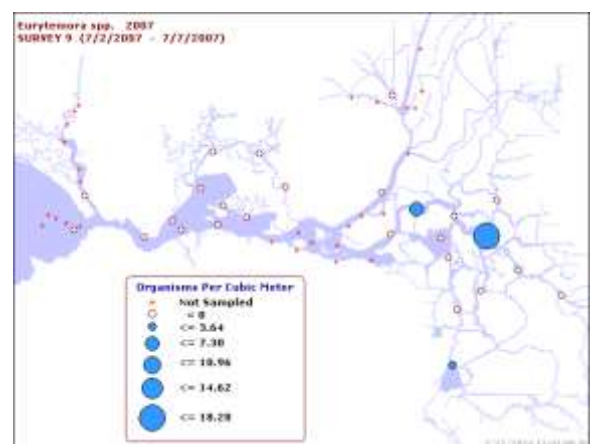 Eurytemora spp. 2007
SURVEY 9 (7/2/2007 - 7/7/2007)
Organisms Per Cubic Meter
Not Sampled
= 0
<= 3.64
<= 7.30
<= 10.96
<= 14.62
<= 18.28